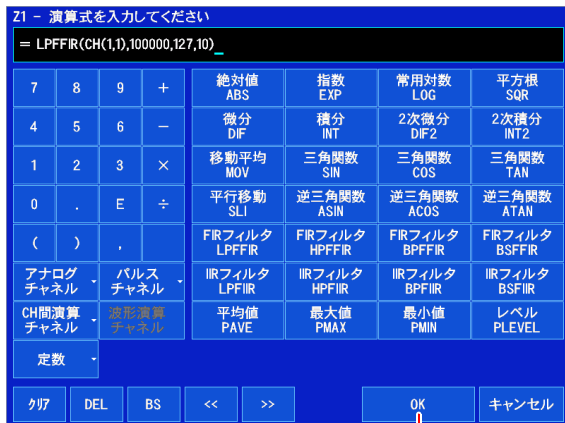 Z1 - 演算式を入力してください
= LPFFIR(CH(1,1),100000,127,10)_
7 8 9 + 絶対値 指数 常用対数 平方根
ABS EXP LOG SQR
4 5 6 － 微分 積分 2次微分 2次積分
DIF INT DIF2 INT2
1 2 3 × 移動平均 三角関数 三角関数 三角関数
MOV SIN COS TAN
0 . E ÷ 平行移動 逆三角関数 逆三角関数 逆三角関数
SLI ASIN ACOS ATAN
( ) , FIRフィルタ FIRフィルタ FIRフィルタ FIRフィルタ
LPFFIR HPFFIR BPFFIR BSFFIR
アナログ パルス IIRフィルタ IIRフィルタ IIRフィルタ IIRフィルタ
チャネル チャネル LPFIIR HPFIIR BPFIIR BSFIIR
CH間演算 波形演算 平均値 最大値 最小値 レベル
チャネル チャネル PAVE PMAX PMIN PLEVEL
定数
クリア DEL BS << >> OK キャンセル